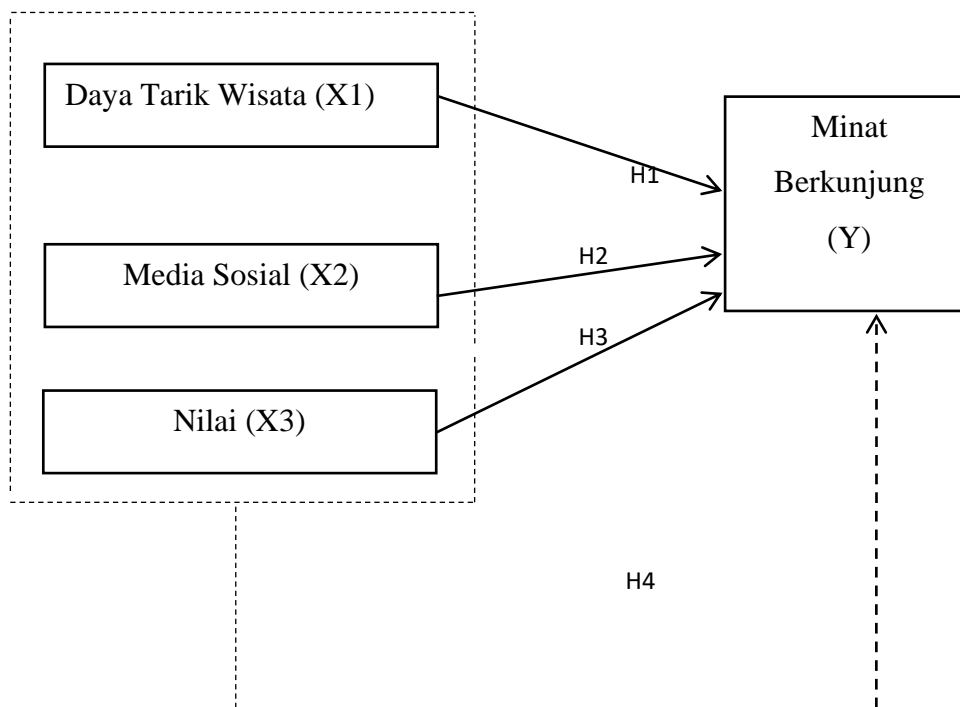 Daya Tarik Wisata (X1)
Minat
Berkunjung
(Y)
H1
Media Sosial (X2)
H2
H3
Nilai (X3)
H4